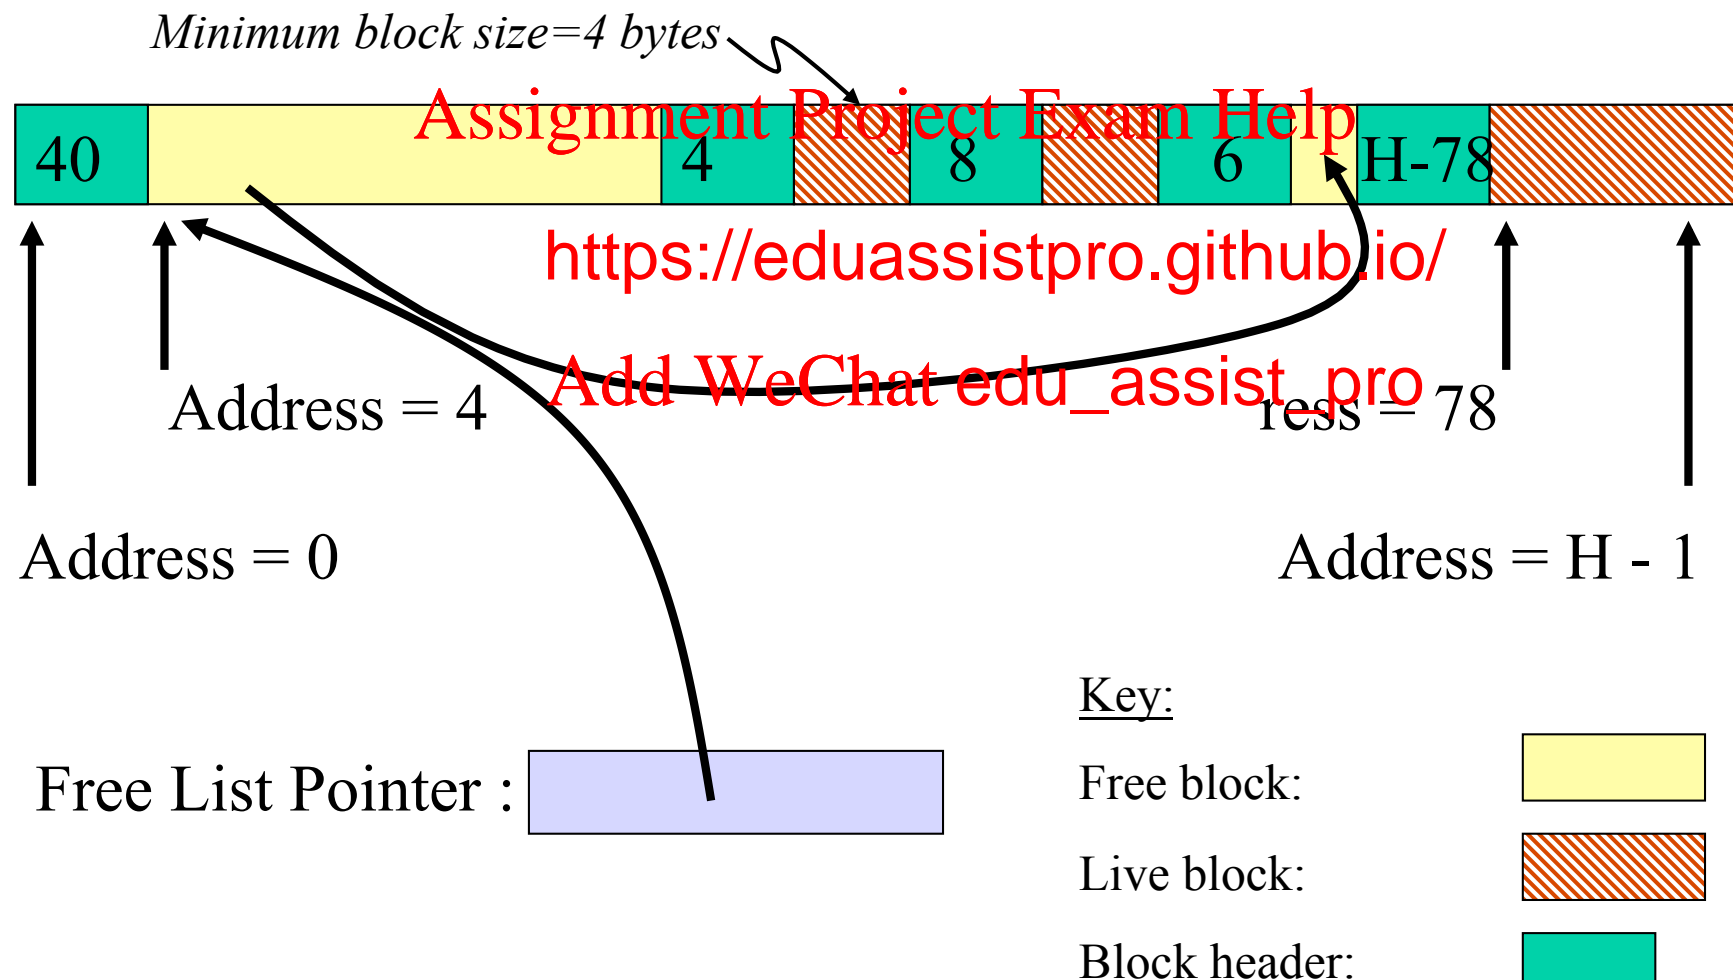 Minimum block size=4 bytes
Assignment Project Exam Help
40 4 8 6 H-78
https://eduassistpro.github.io/
Add WeChat edu_assist_pro
Address = 4
ress = 78
Address = 0
Address = H - 1
Key:
Free List Pointer :
Free block:
Live block:
Block header: